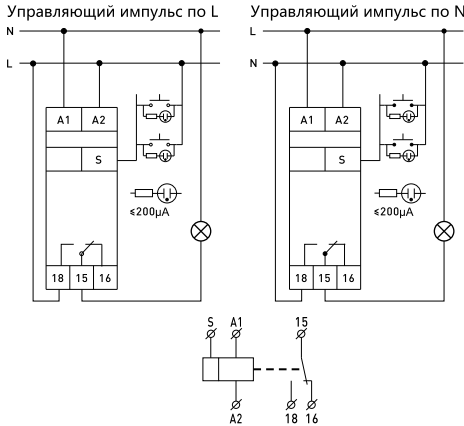 Управляющий импульс по L
Управляющий импульс по N
N
L
L
N
A1 A2
A1 A2
S
S
≤200μA
≤200μA
18 15 16
18 15 16
S A1 15
A2 18 16